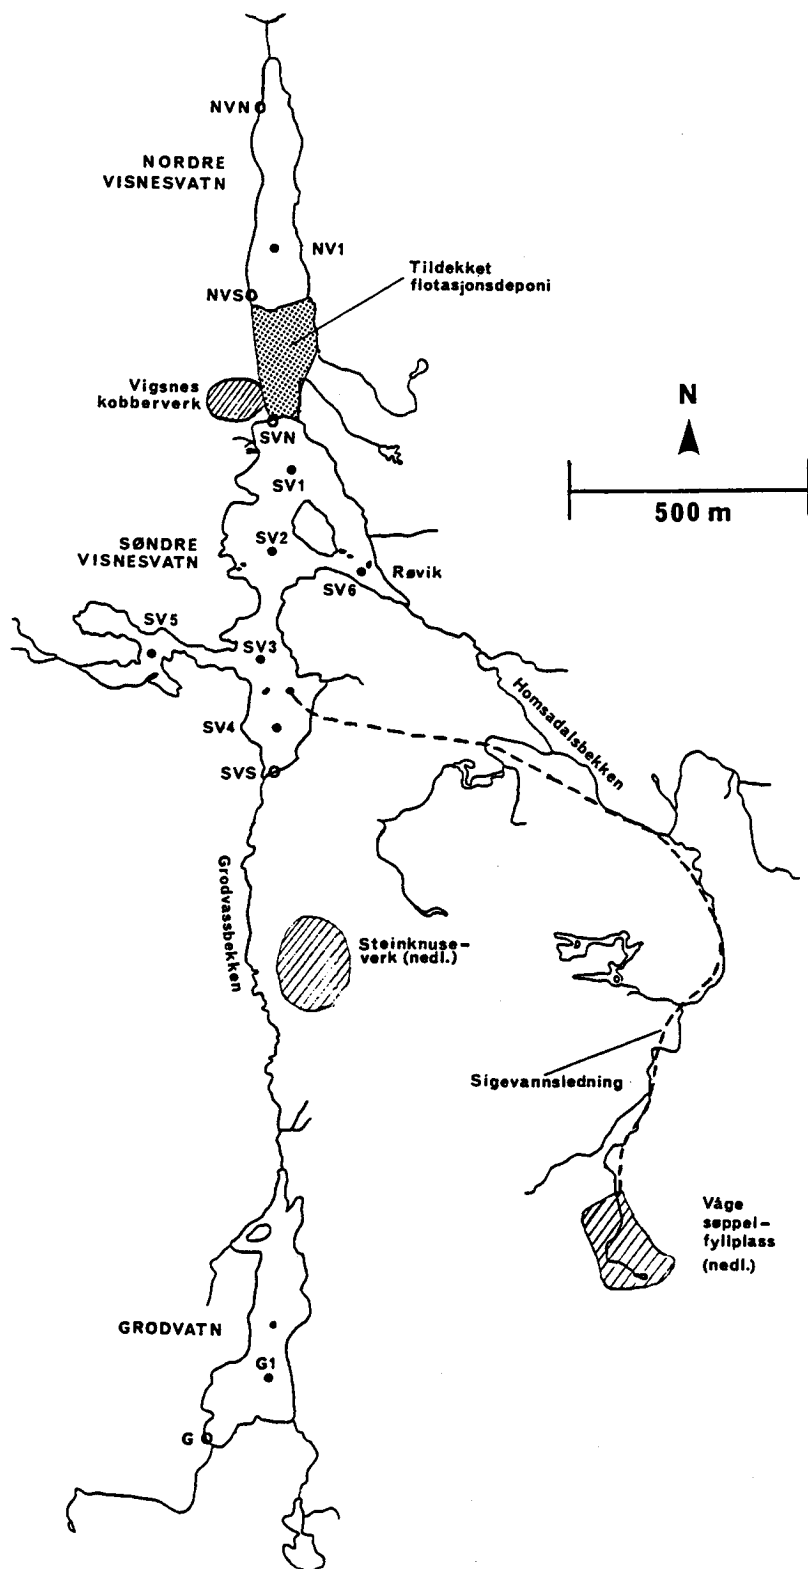 NVN
NORDRE
VISNESVATN
NV1
Tildekket
flotasjonsdeponi
NVS
Vigsnes
kobberverk
SVN
N
SV1
500 m
SØNDRE
VISNESVATN
SV2
Røvik
SV6
SV5
SV3
Homsadalsbekken
SV4
SVS
Grodvassbekken
Steinknuse-
verk (nedl.)
Sigevannsledning
Våge
søppel-
fyllplass
(nedl.)
GRODVATN
G1
G